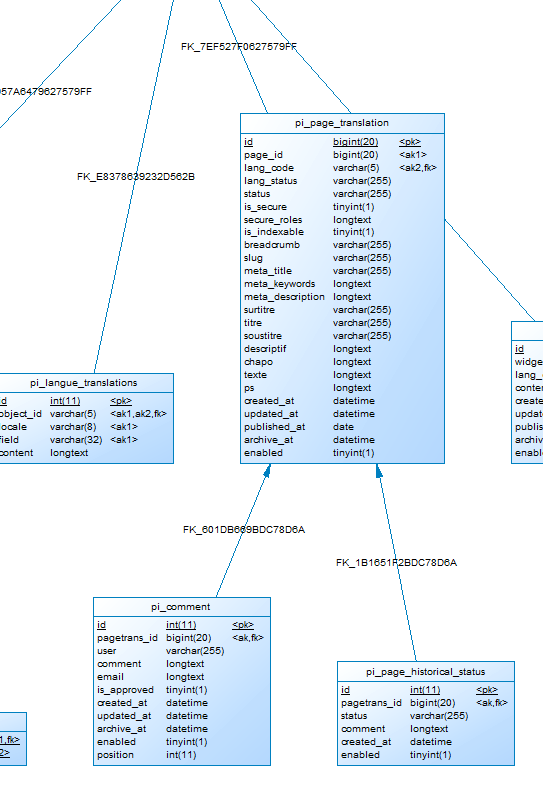 FK_7EF527F0627579FF
057A6479627579FF
FK_E8378639232D562B
pi_page_translation
id bigint(20) <pk>
page_id bigint(20) <ak1>
lang_code varchar(5) <ak2,fk>
lang_status varchar(255)
status varchar(255)
is_secure tinyint(1)
secure_roles longtext
is_indexable tinyint(1)
breadcrumb varchar(255)
slug varchar(255)
meta_title varchar(255)
meta_keywords longtext
meta_description longtext
surtitre varchar(255)
titre varchar(255)
soustitre varchar(255)
descriptif longtext
chapo longtext
texte longtext
ps longtext
created_at datetime
updated_at datetime
published_at date
archive_at datetime
enabled tinyint(1)
id
widge
lang_
conter
create
update
publis
archiv
enable
pi_langue_translations
id int(11) <pk>
object_id varchar(5) <ak1,ak2,fk>
locale varchar(8) <ak1>
field varchar(32) <ak1>
content longtext
FK_601DB669BDC78D6A
FK_1B1651F2BDC78D6A
pi_comment
id int(11) <pk>
pagetrans_id bigint(20) <ak,fk>
user varchar(255)
comment longtext
email longtext
is_approved tinyint(1)
created_at datetime
updated_at datetime
archive_at datetime
enabled tinyint(1)
position int(11)
pi_page_historical_status
id int(11) <pk>
pagetrans_id bigint(20) <ak,fk>
status varchar(255)
comment longtext
created_at datetime
enabled tinyint(1)
1,fk>
2>